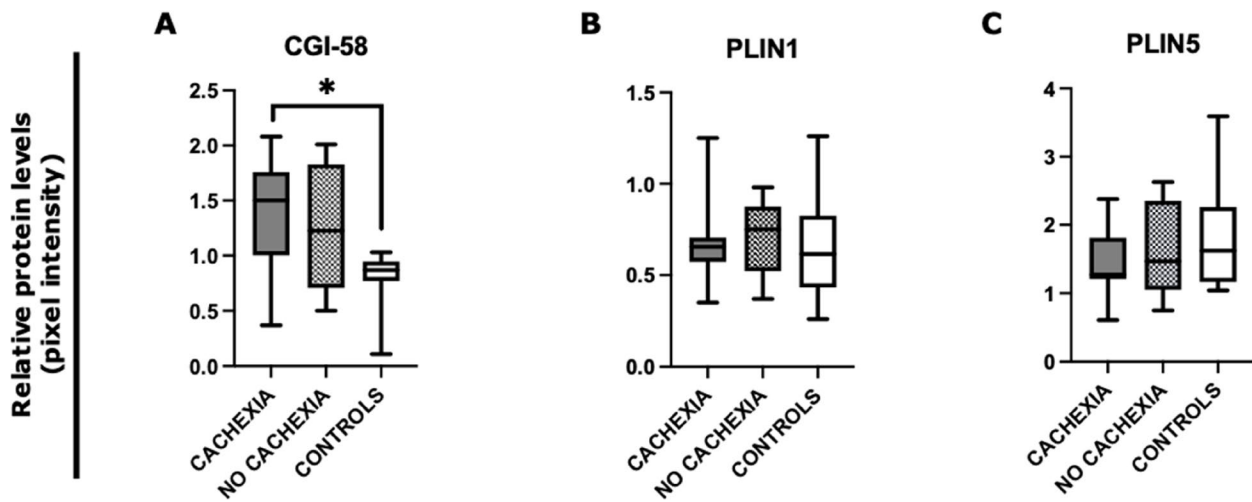 A
CGI-58
Relative protein levels
(pixel intensity)
2.5
2.0
1.5
1.0
0.5
0.0
*
CACHEXIA
NO CACHEXIA
CONTROLS
B
PLIN1
1.5
1.0
0.5
0.0
CACHEXIA
NO CACHEXIA
CONTROLS
C
PLIN5
4
3
2
1
0
CACHEXIA
NO CACHEXIA
CONTROLS